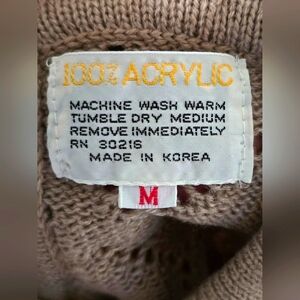 100% ACRYLIC
MACHINE WASH WARM
TUMBLE DRY MEDIUM
REMOVE IMMEDIATELY
RN 30216
MADE IN KOREA
M